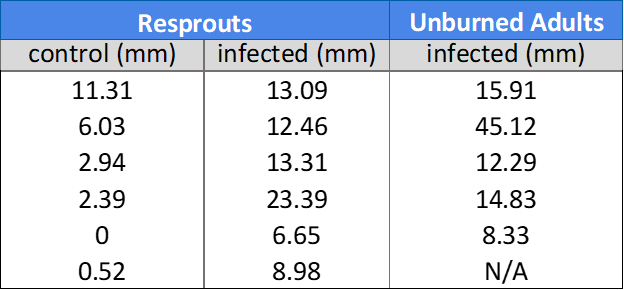 Resprouts Unburned Adults
control (mm) infected (mm) infected (mm)
11.31 13.09 15.91
6.03 12.46 45.12
2.94 13.31 12.29
2.39 23.39 14.83
0 6.65 8.33
0.52 8.98 N/A